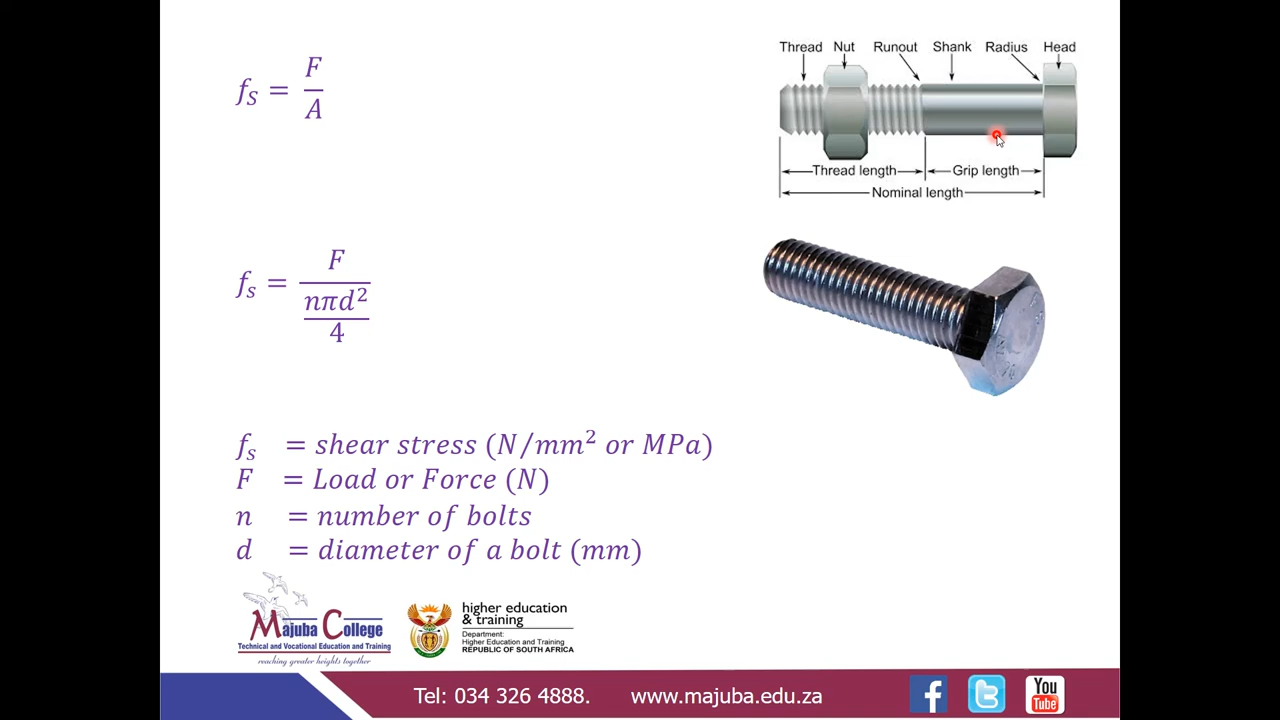 f_S = F/A
Thread Nut Runout Shank Radius Head
Thread length Grip length
Nominal length
f_s = F/(nπd²/4)
f_s = shear stress (N/mm² or MPa)
F = Load or Force (N)
n = number of bolts
d = diameter of a bolt (mm)
Majuba College
Technical and Vocational Education and Training
reaching greater heights together
higher education
& training
Department:
Higher Education and Training
REPUBLIC OF SOUTH AFRICA
Tel: 034 326 4888. www.majuba.edu.za
You
Tube